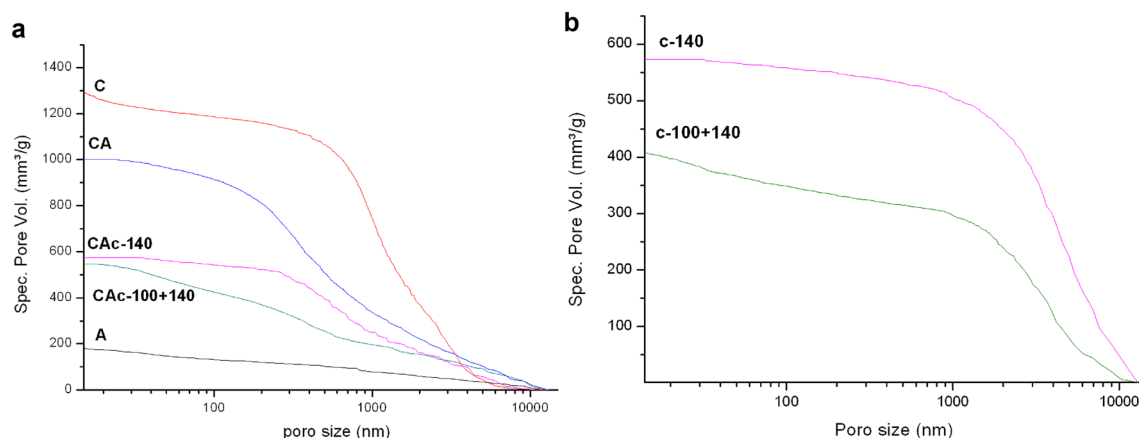 a
Spec. Pore Vol. (mm³/g)
1400
1200
1000
800
600
400
200
0
C
CA
CAc-140
CAc-100+140
A
100
1000
10000
poro size (nm)
b
Spec. Pore Vol. (mm³/g)
600
500
400
300
200
100
c-140
c-100+140
100
1000
10000
Poro size (nm)